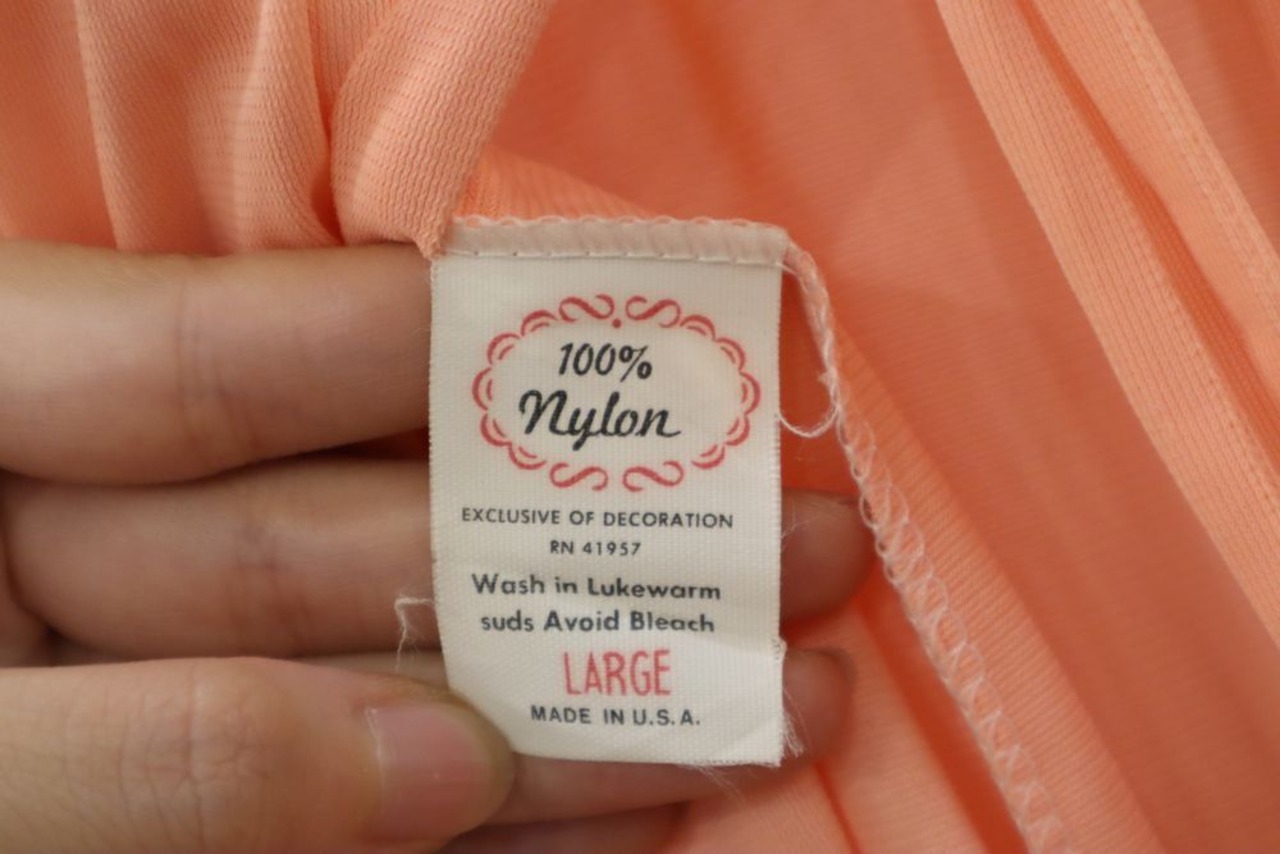 100%
Nylon
EXCLUSIVE OF DECORATION
RN 41957
Wash in Lukewarm
suds Avoid Bleach
LARGE
MADE IN U.S.A.